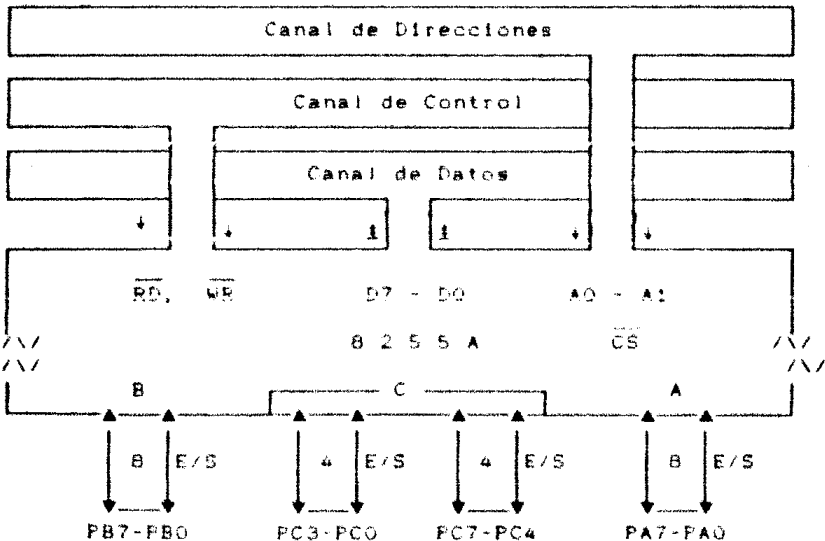 Canal de Direcciones
Canal de Control
Canal de Datos
RD, WR D7 - D0 A0 - A1
8 2 5 5 A CS
B C A
8 E/S 4 E/S 4 E/S 8 E/S
PB7-PB0 PC3-PC0 PC7-PC4 PA7-PA0